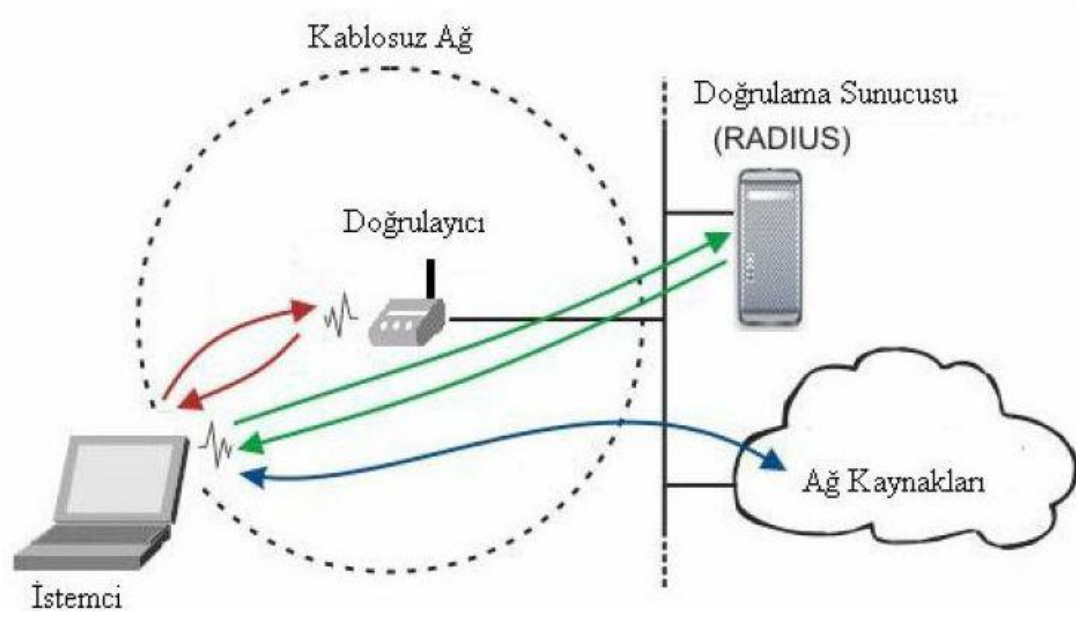 Kablosuz Ağ
Doğrulama Sunucusu
(RADIUS)
Doğrulayıcı
Ağ Kaynakları
İstemci